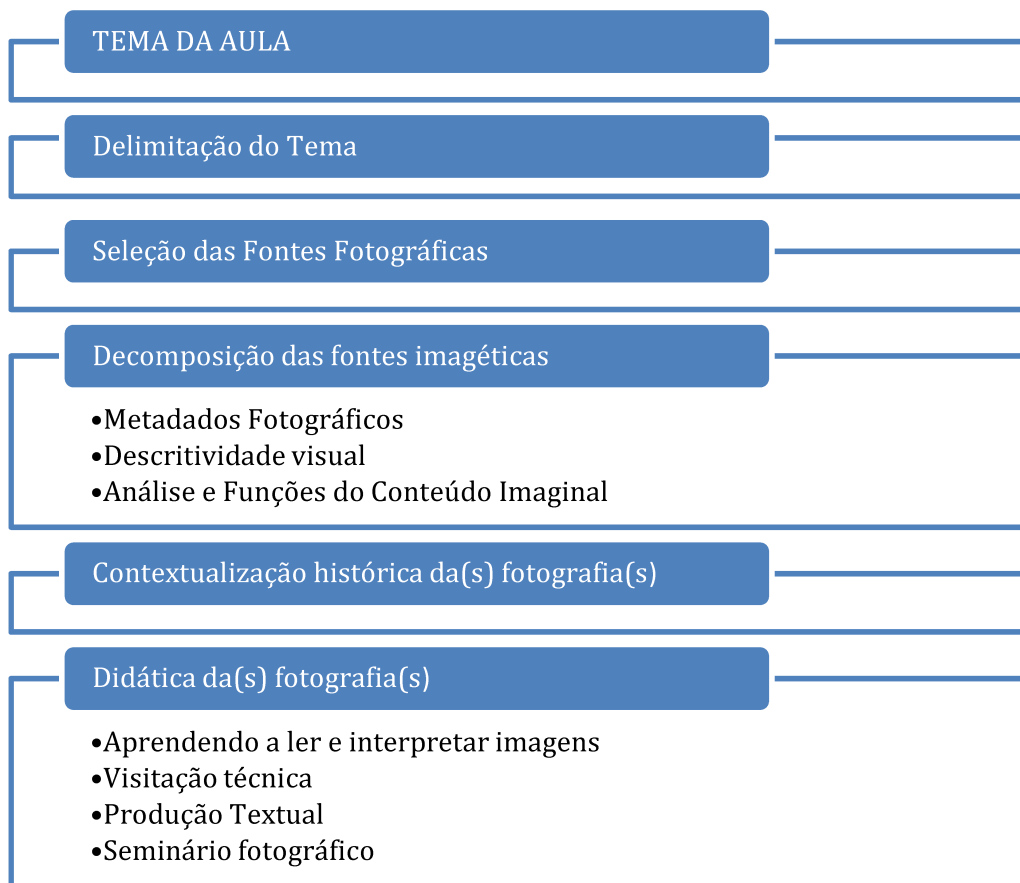 TEMA DA AULA
Delimitação do Tema
Seleção das Fontes Fotográficas
Decomposição das fontes imagéticas
•Metadados Fotográficos
•Descritividade visual
•Análise e Funções do Conteúdo Imaginal
Contextualização histórica da(s) fotografia(s)
Didática da(s) fotografia(s)
•Aprendendo a ler e interpretar imagens
•Visitação técnica
•Produção Textual
•Seminário fotográfico